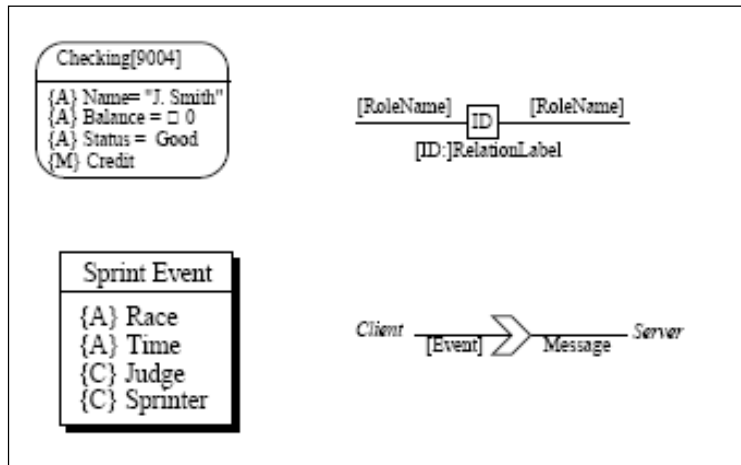 Checking[9004]
{A} Name= "J. Smith"
{A} Balance = □ 0
{A} Status = Good
{M} Credit
[RoleName] ID [RoleName]
[ID:]RelationLabel
Sprint Event
{A} Race
{A} Time
{C} Judge
{C} Sprinter
Client [Event] Message Server